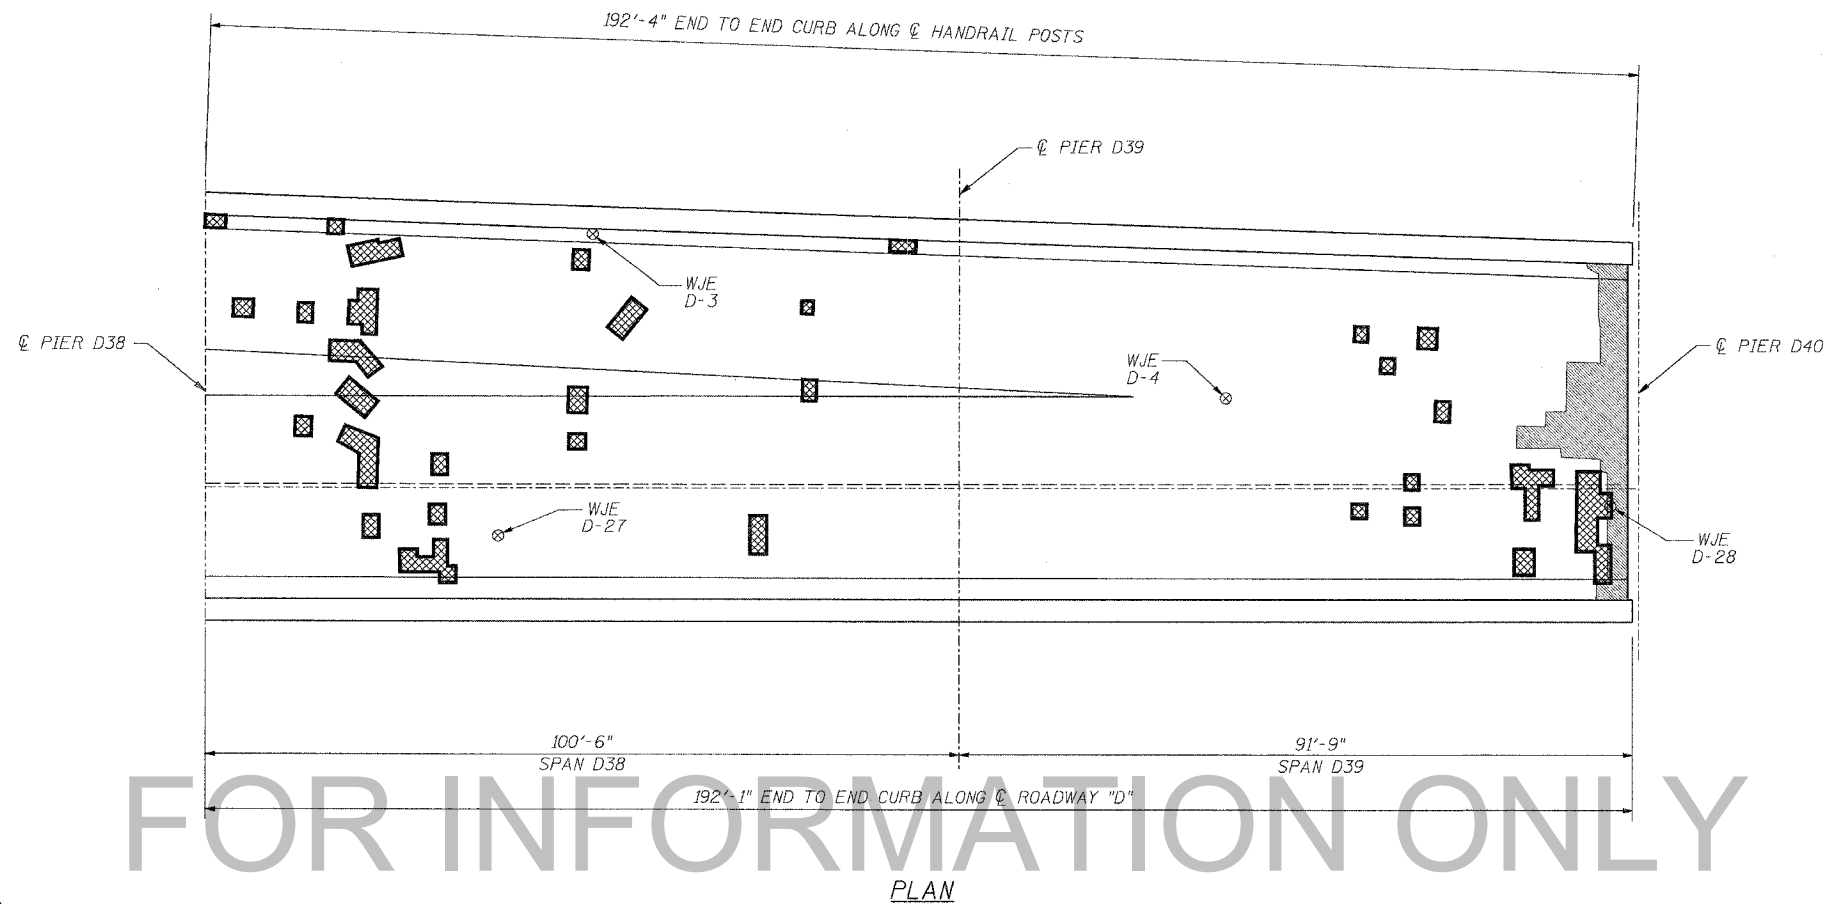 192'-4" END TO END CURB ALONG ℄ HANDRAIL POSTS
℄ PIER D39
WJE
D-3
℄ PIER D38
WJE
D-4
℄ PIER D40
WJE
D-27
WJE
D-28
100'-6"
SPAN D38
91'-9"
SPAN D39
192'-1" END TO END CURB ALONG ℄ ROADWAY "D"
FOR INFORMATION ONLY
PLAN